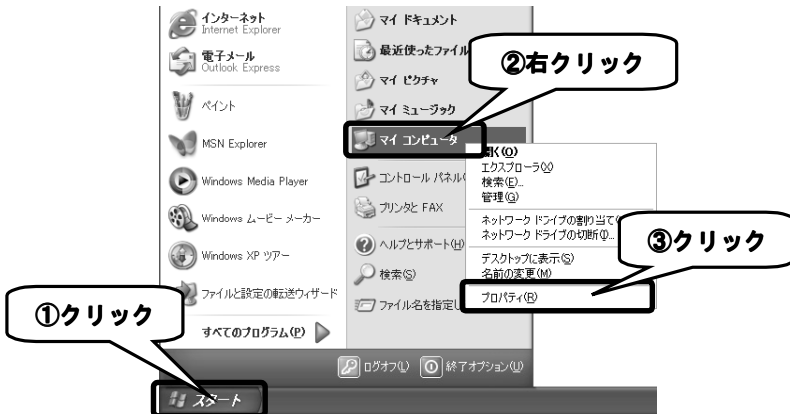 インターネット
Internet Explorer
電子メール
Outlook Express
ペイント
MSN Explorer
Windows Media Player
Windows ムービー メーカー
Windows XP ツアー
ファイルと設定の転送ウィザード
すべてのプログラム(P)
マイ ドキュメント
最近使ったファイル
マイ ピクチャ
マイ ミュージック
マイ コンピュータ
コントロール パネル(
プリンタと FAX
ヘルプとサポート(H)
検索(S)
ファイル名を指定し
②右クリック
開く(O)
エクスプローラ(X)
検索(E)...
管理(G)
ネットワーク ドライブの割り当て(
ネットワーク ドライブの切断(I)...
デスクトップに表示(S)
名前の変更(M)
プロパティ(R)
③クリック
①クリック
ログオフ(L)
終了オプション(U)
スタート